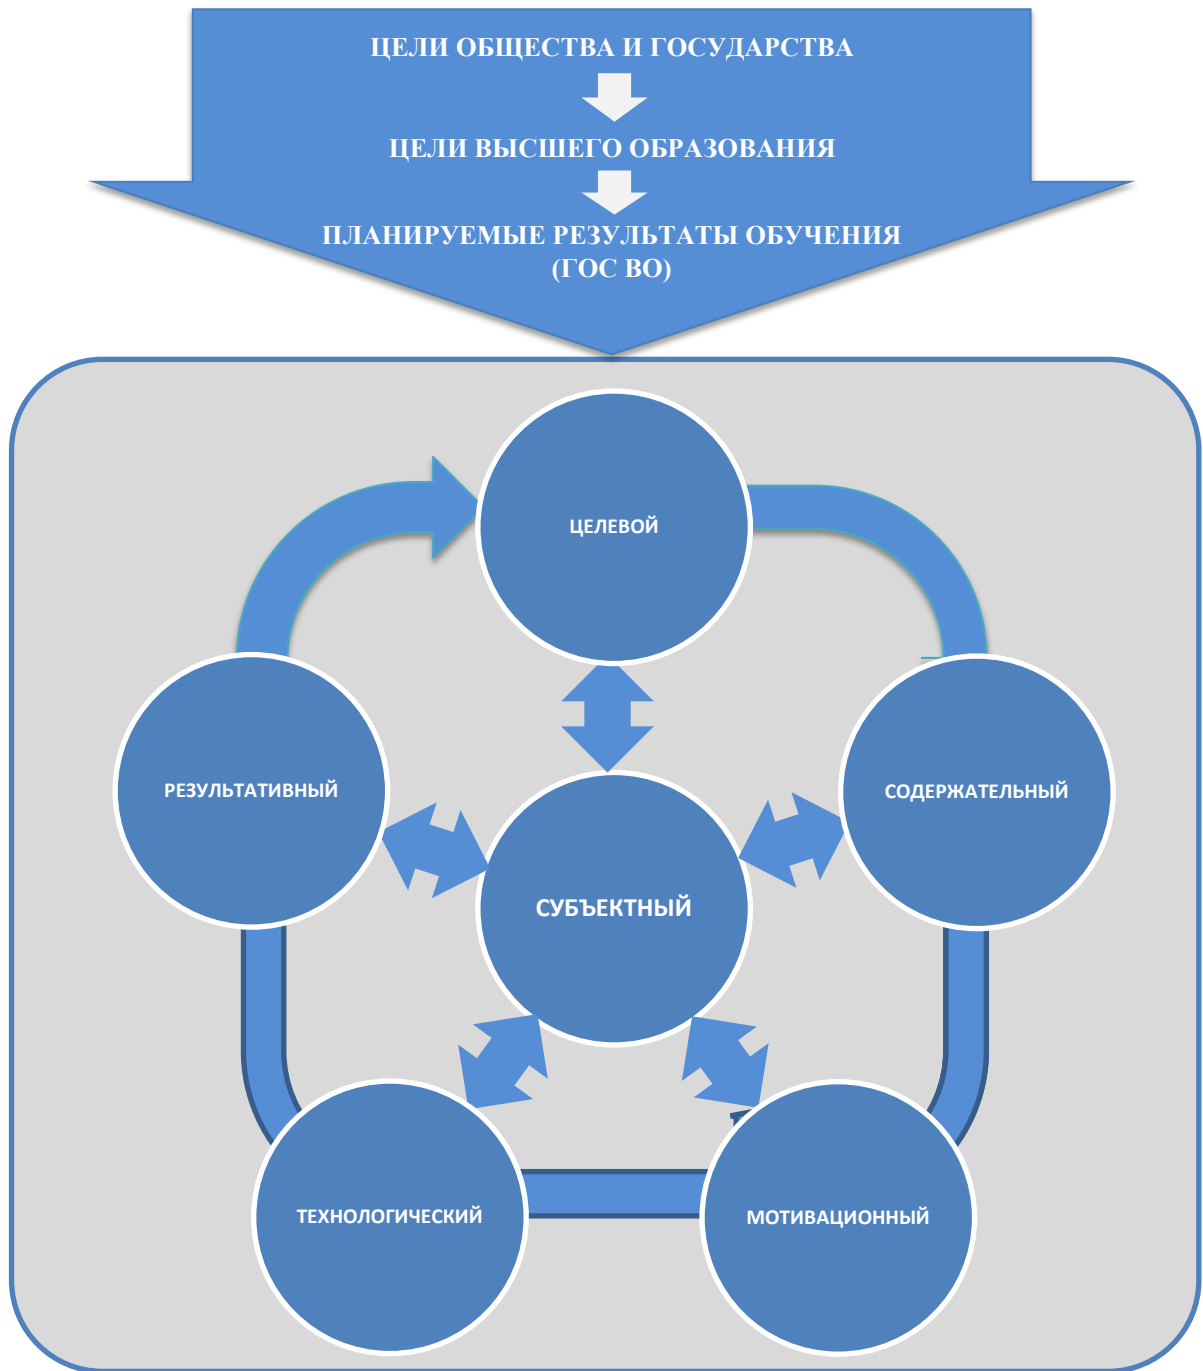 ЦЕЛИ ОБЩЕСТВА И ГОСУДАРСТВА
ЦЕЛИ ВЫСШЕГО ОБРАЗОВАНИЯ
ПЛАНИРУЕМЫЕ РЕЗУЛЬТАТЫ ОБУЧЕНИЯ
(ГОС ВО)
ЦЕЛЕВОЙ
РЕЗУЛЬТАТИВНЫЙ
СОДЕРЖАТЕЛЬНЫЙ
СУБЪЕКТНЫЙ
ТЕХНОЛОГИЧЕСКИЙ
МОТИВАЦИОННЫЙ